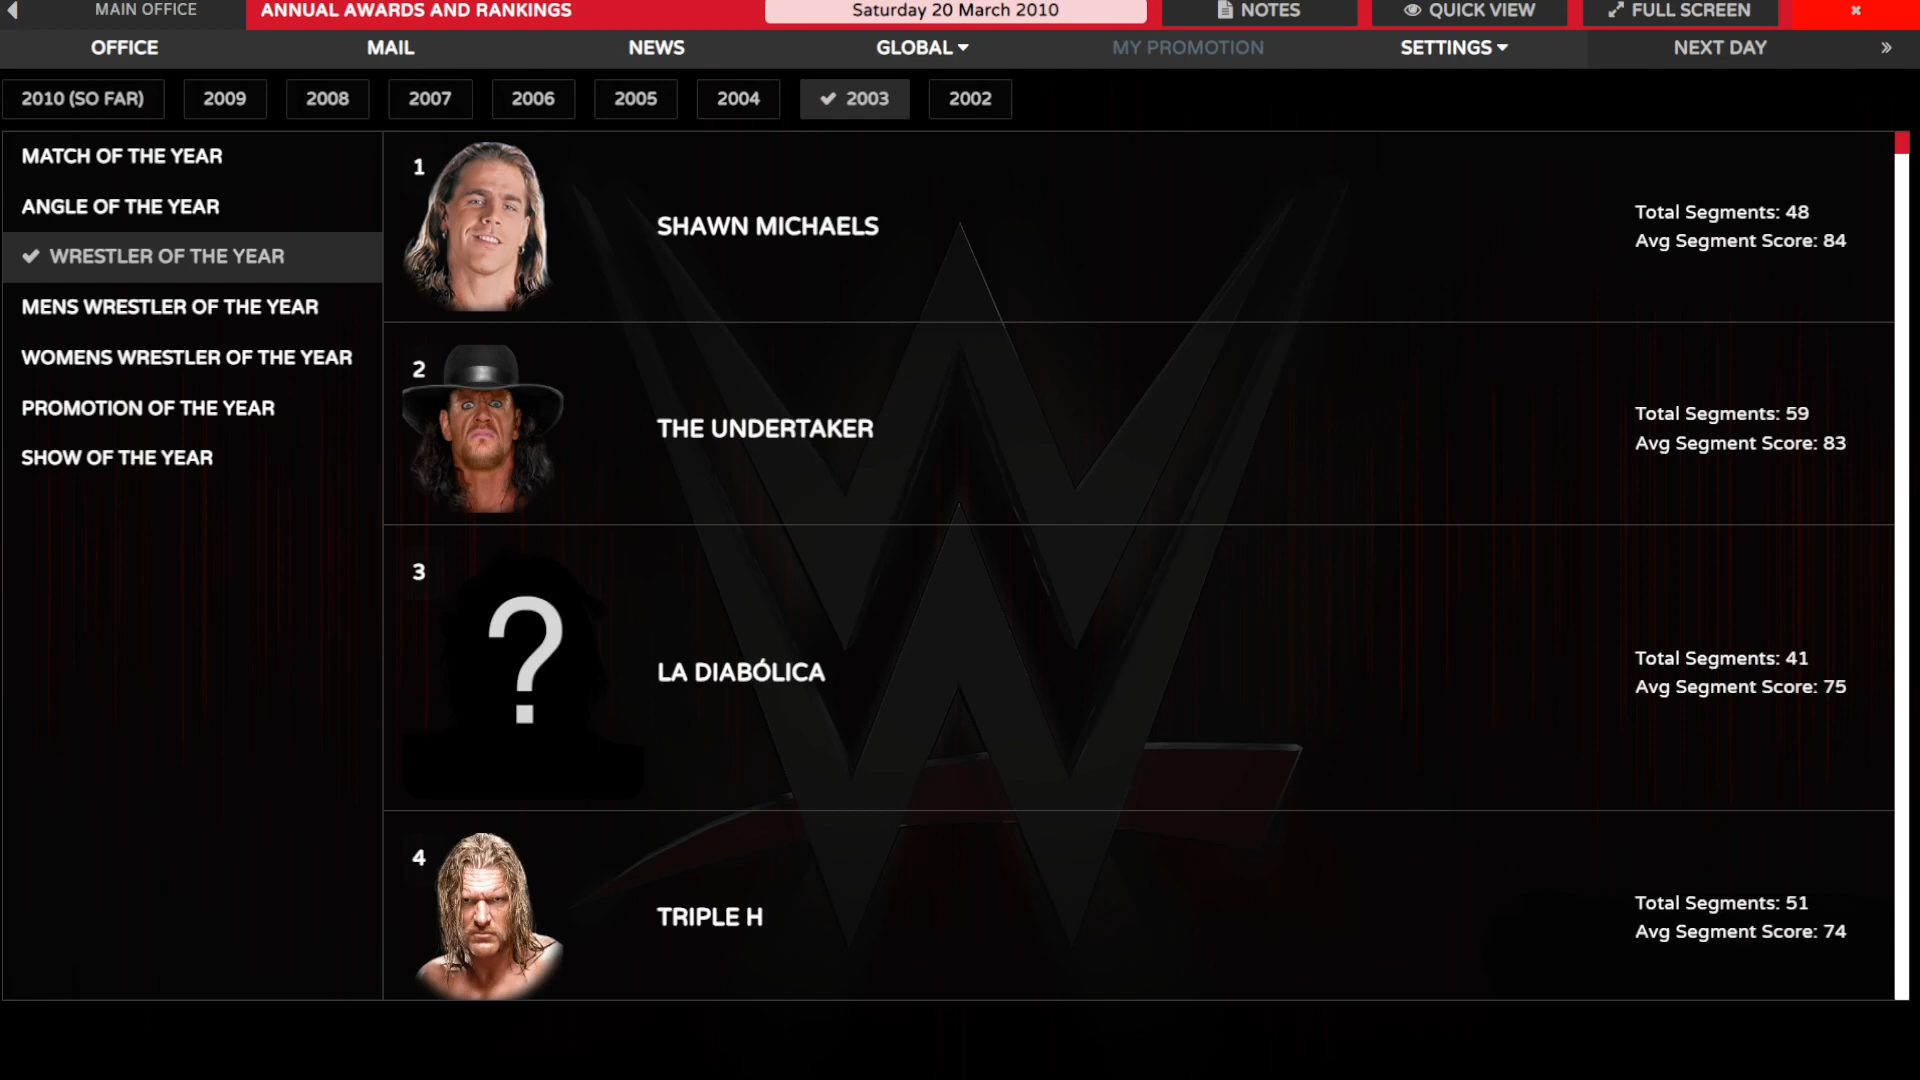 MAIN OFFICE
ANNUAL AWARDS AND RANKINGS
Saturday 20 March 2010
NOTES
QUICK VIEW
FULL SCREEN
OFFICE
MAIL
NEWS
GLOBAL
MY PROMOTION
SETTINGS
NEXT DAY
2010 (SO FAR)
2009
2008
2007
2006
2005
2004
2003
2002
MATCH OF THE YEAR
ANGLE OF THE YEAR
WRESTLER OF THE YEAR
MENS WRESTLER OF THE YEAR
WOMENS WRESTLER OF THE YEAR
PROMOTION OF THE YEAR
SHOW OF THE YEAR
1
SHAWN MICHAELS
Total Segments: 48
Avg Segment Score: 84
2
THE UNDERTAKER
Total Segments: 59
Avg Segment Score: 83
3
?
LA DIABÓLICA
Total Segments: 41
Avg Segment Score: 75
4
TRIPLE H
Total Segments: 51
Avg Segment Score: 74